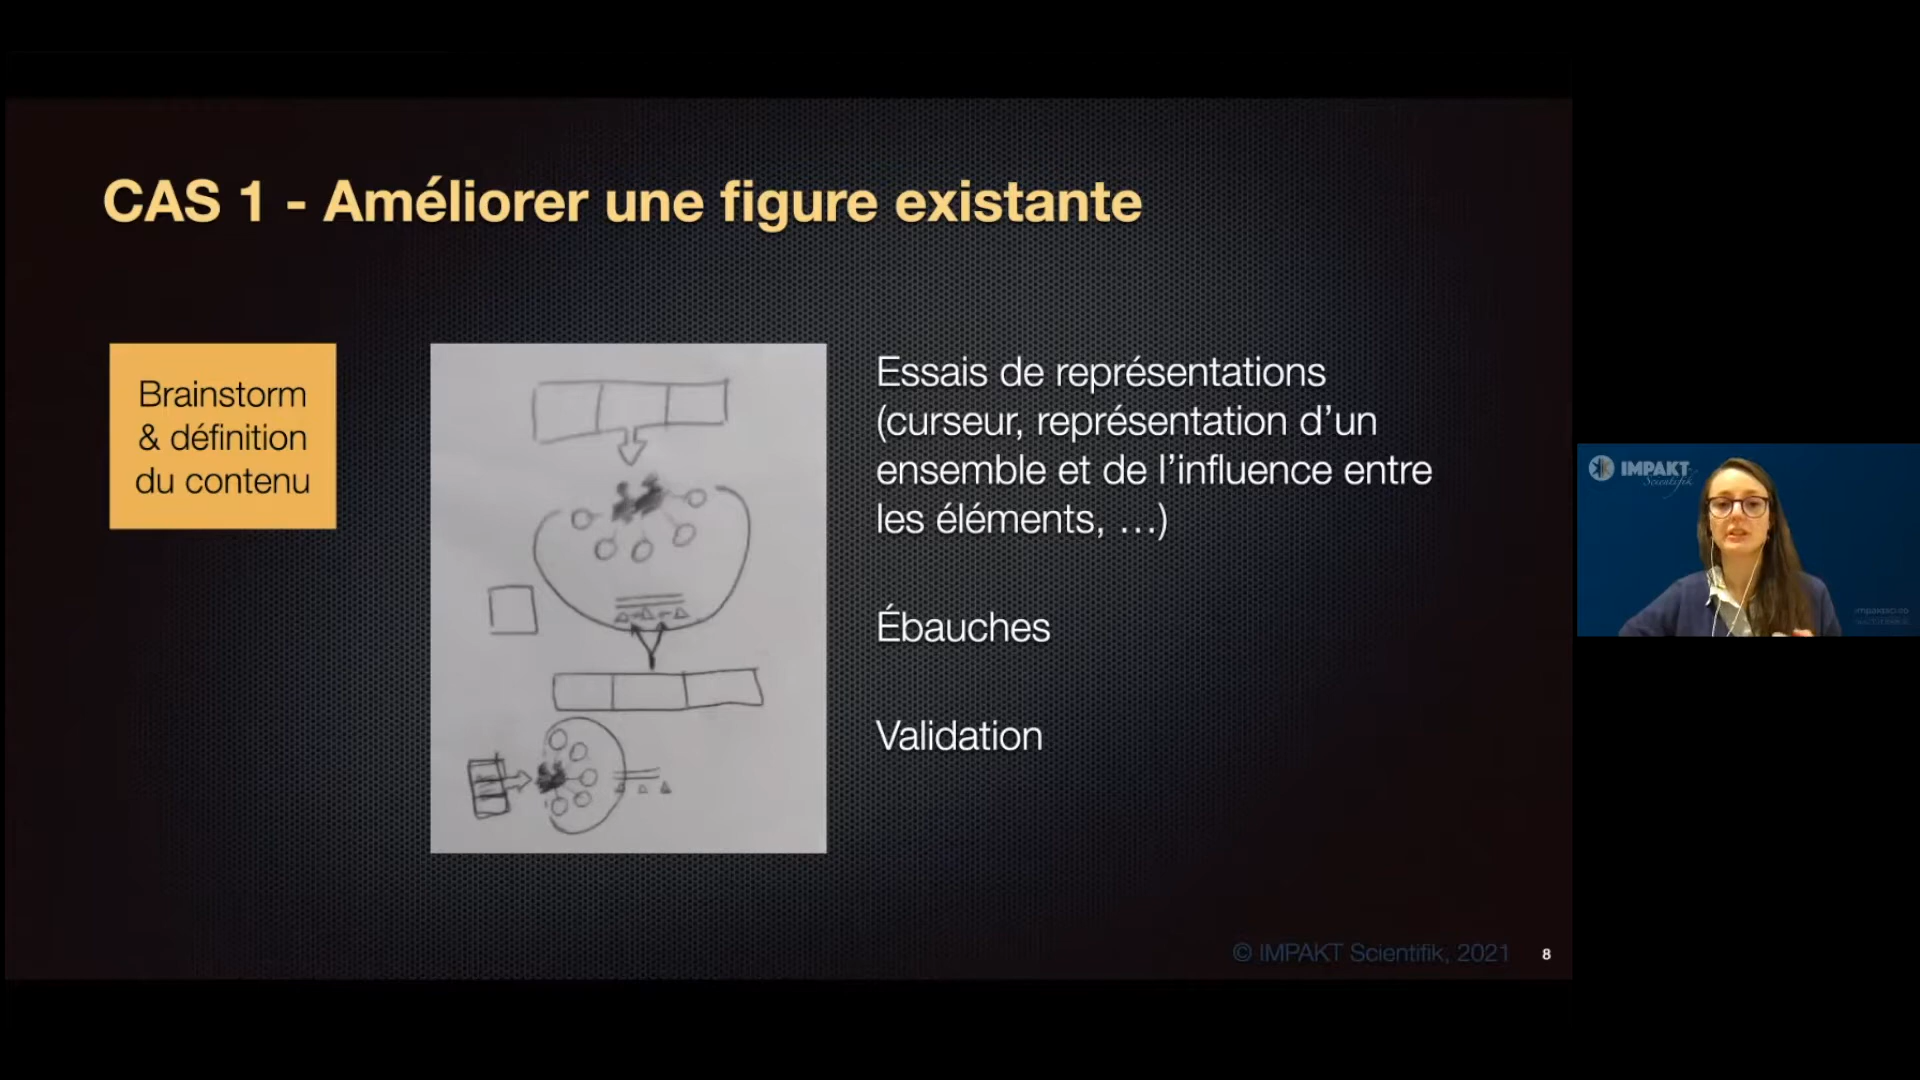 CAS 1 - Améliorer une figure existante
Brainstorm
& définition
du contenu
Essais de représentations
(curseur, représentation d’un
ensemble et de l’influence entre
les éléments, …)
Ébauches
Validation
IMPAKT
Scientifik
© IMPAKT Scientifik, 2021
8